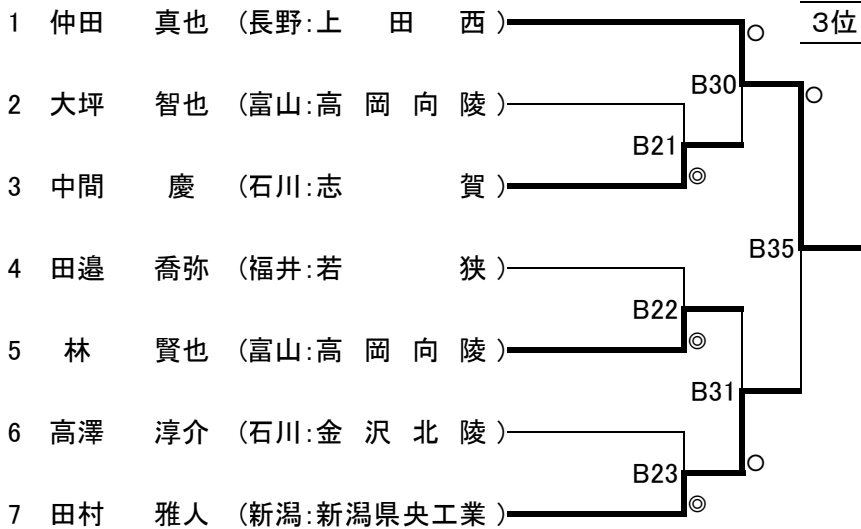 1 仲田 真也 (長野:上 田 西)
○
3位
B30
○
2 大坪 智也 (富山:高 岡 向 陵)
B21
◎
3 中間 慶 (石川:志 賀)
B35
4 田邉 喬弥 (福井:若 狭)
B22
◎
5 林 賢也 (富山:高 岡 向 陵)
B31
6 高澤 淳介 (石川:金 沢 北 陵)
○
B23
◎
7 田村 雅人 (新潟:新潟県央工業)